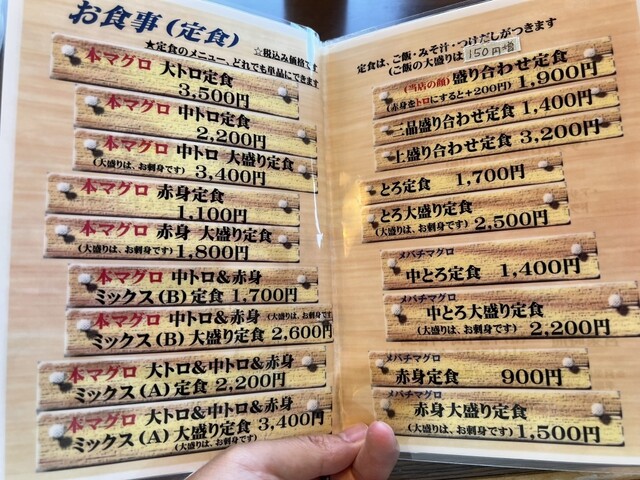 お食事(定食)
★定食のメニュー、どれでも単品にできます
☆税込み価格です
本マグロ 大トロ定食
3,500円
本マグロ 中トロ定食
2,200円
本マグロ 中トロ 大盛り定食
(大盛りは、お刺身です) 3,400円
本マグロ 赤身定食
1,100円
本マグロ 赤身 大盛り定食
(大盛りは、お刺身です) 1,800円
本マグロ 中トロ&赤身
ミックス(B)定食 1,700円
本マグロ 中トロ&赤身 (大盛りは、お刺身です)
ミックス(B)大盛り定食 2,600円
本マグロ 大トロ&中トロ&赤身
ミックス(A)定食 2,200円
本マグロ 大トロ&中トロ&赤身
ミックス(A)大盛り定食 3,400円
(大盛りは、お刺身です)
定食は、ご飯・みそ汁・つけだしがつきます
(ご飯の大盛りは 150円増
(当店の顔) 盛り合わせ定食
(赤身をトロにすると+200円) 1,900円
二品盛り合わせ定食 1,400円
上盛り合わせ定食 3,200円
とろ定食 1,700円
とろ大盛り定食
(大盛りは、お刺身です) 2,500円
メバチマグロ
中とろ定食 1,400円
メバチマグロ
中とろ大盛り定食
(大盛りは、お刺身です) 2,200円
メバチマグロ
赤身定食 900円
メバチマグロ
赤身大盛り定食
(大盛りは、お刺身です) 1,500円